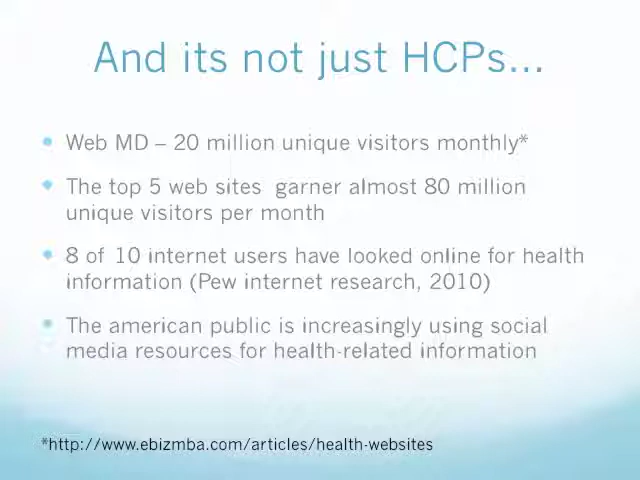 And its not just HCPs...
• Web MD – 20 million unique visitors monthly*
• The top 5 web sites garner almost 80 million
unique visitors per month
• 8 of 10 internet users have looked online for health
information (Pew internet research, 2010)
• The american public is increasingly using social
media resources for health-related information
*http://www.ebizmba.com/articles/health-websites